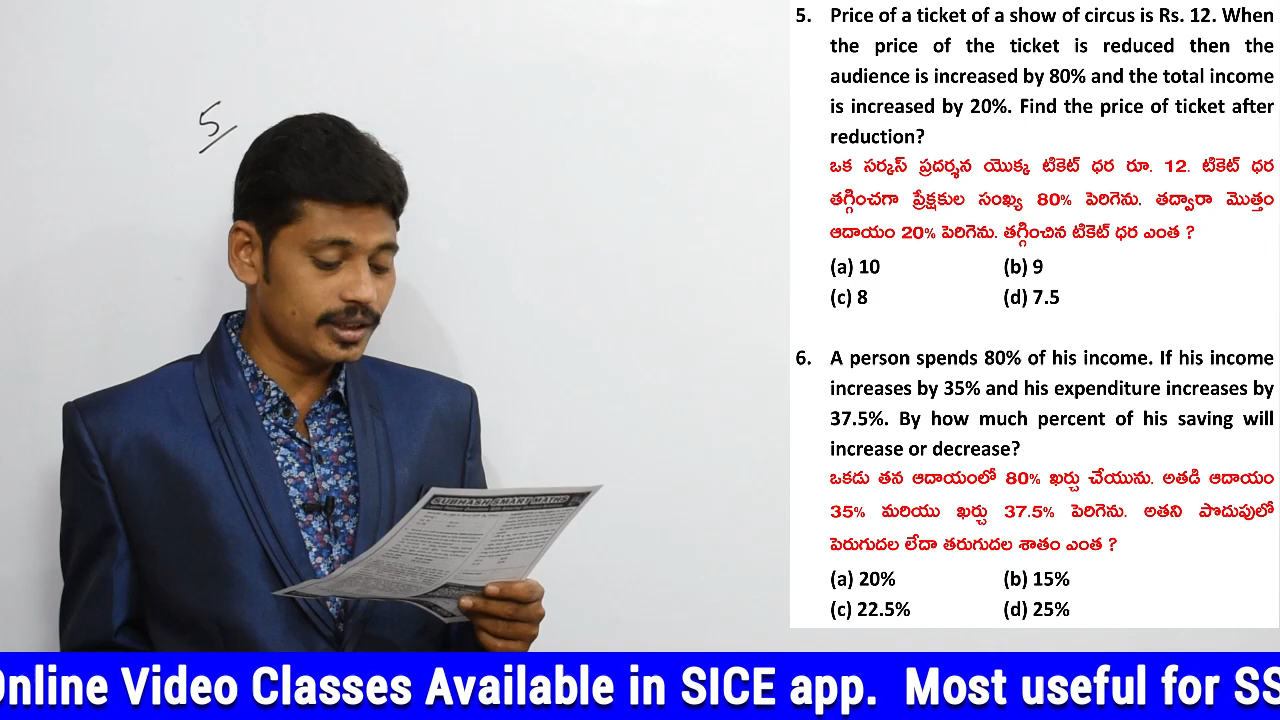 5
5. Price of a ticket of a show of circus is Rs. 12. When
the price of the ticket is reduced then the
audience is increased by 80% and the total income
is increased by 20%. Find the price of ticket after
reduction?
ఒక సర్కస్ ప్రదర్శన యొక్క టికెట్ ధర రూ. 12. టికెట్ ధర
తగ్గించగా ప్రేక్షకుల సంఖ్య 80% పెరిగెను. తద్వారా మొత్తం
ఆదాయం 20% పెరిగెను. తగ్గించిన టికెట్ ధర ఎంత ?
(a) 10 (b) 9
(c) 8 (d) 7.5
6. A person spends 80% of his income. If his income
increases by 35% and his expenditure increases by
37.5%. By how much percent of his saving will
increase or decrease?
ఒకడు తన ఆదాయంలో 80% ఖర్చు చేయును. అతడి ఆదాయం
35% మరియు ఖర్చు 37.5% పెరిగెను. అతని పొదుపులో
పెరుగుదల లేదా తరుగుదల శాతం ఎంత ?
(a) 20% (b) 15%
(c) 22.5% (d) 25%
SUBHASH SMART MATHS
Online Video Classes Available in SICE app. Most useful for SS